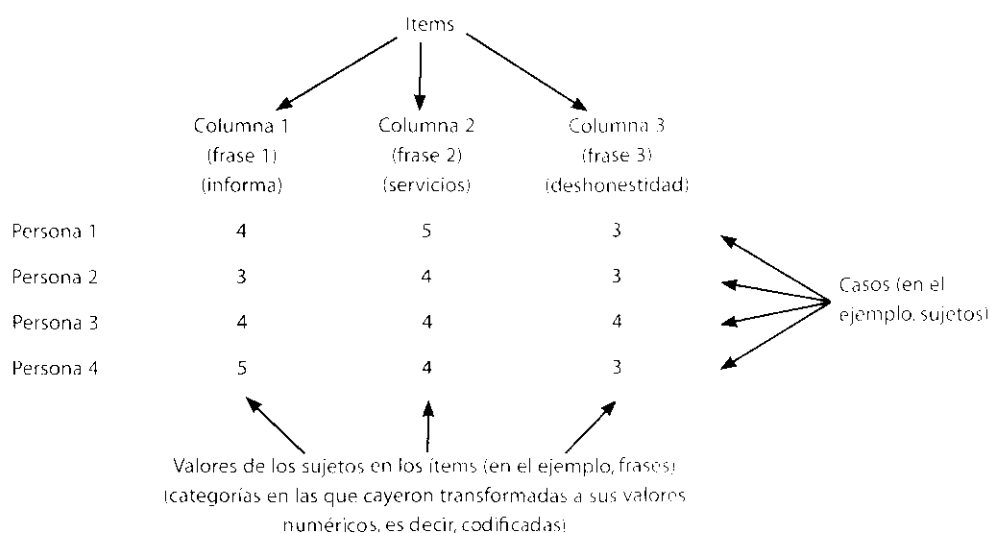 Items
Columna 1 Columna 2 Columna 3
(frase 1) (frase 2) (frase 3)
(informa) (servicios) (deshonestidad)
Persona 1 4 5 3
Persona 2 3 4 3
Casos (en el
ejemplo, sujetos)
Persona 3 4 4 4
Persona 4 5 4 3
Valores de los sujetos en los ítems (en el ejemplo, frases)
(categorías en las que cayeron transformadas a sus valores
numéricos, es decir, codificadas)